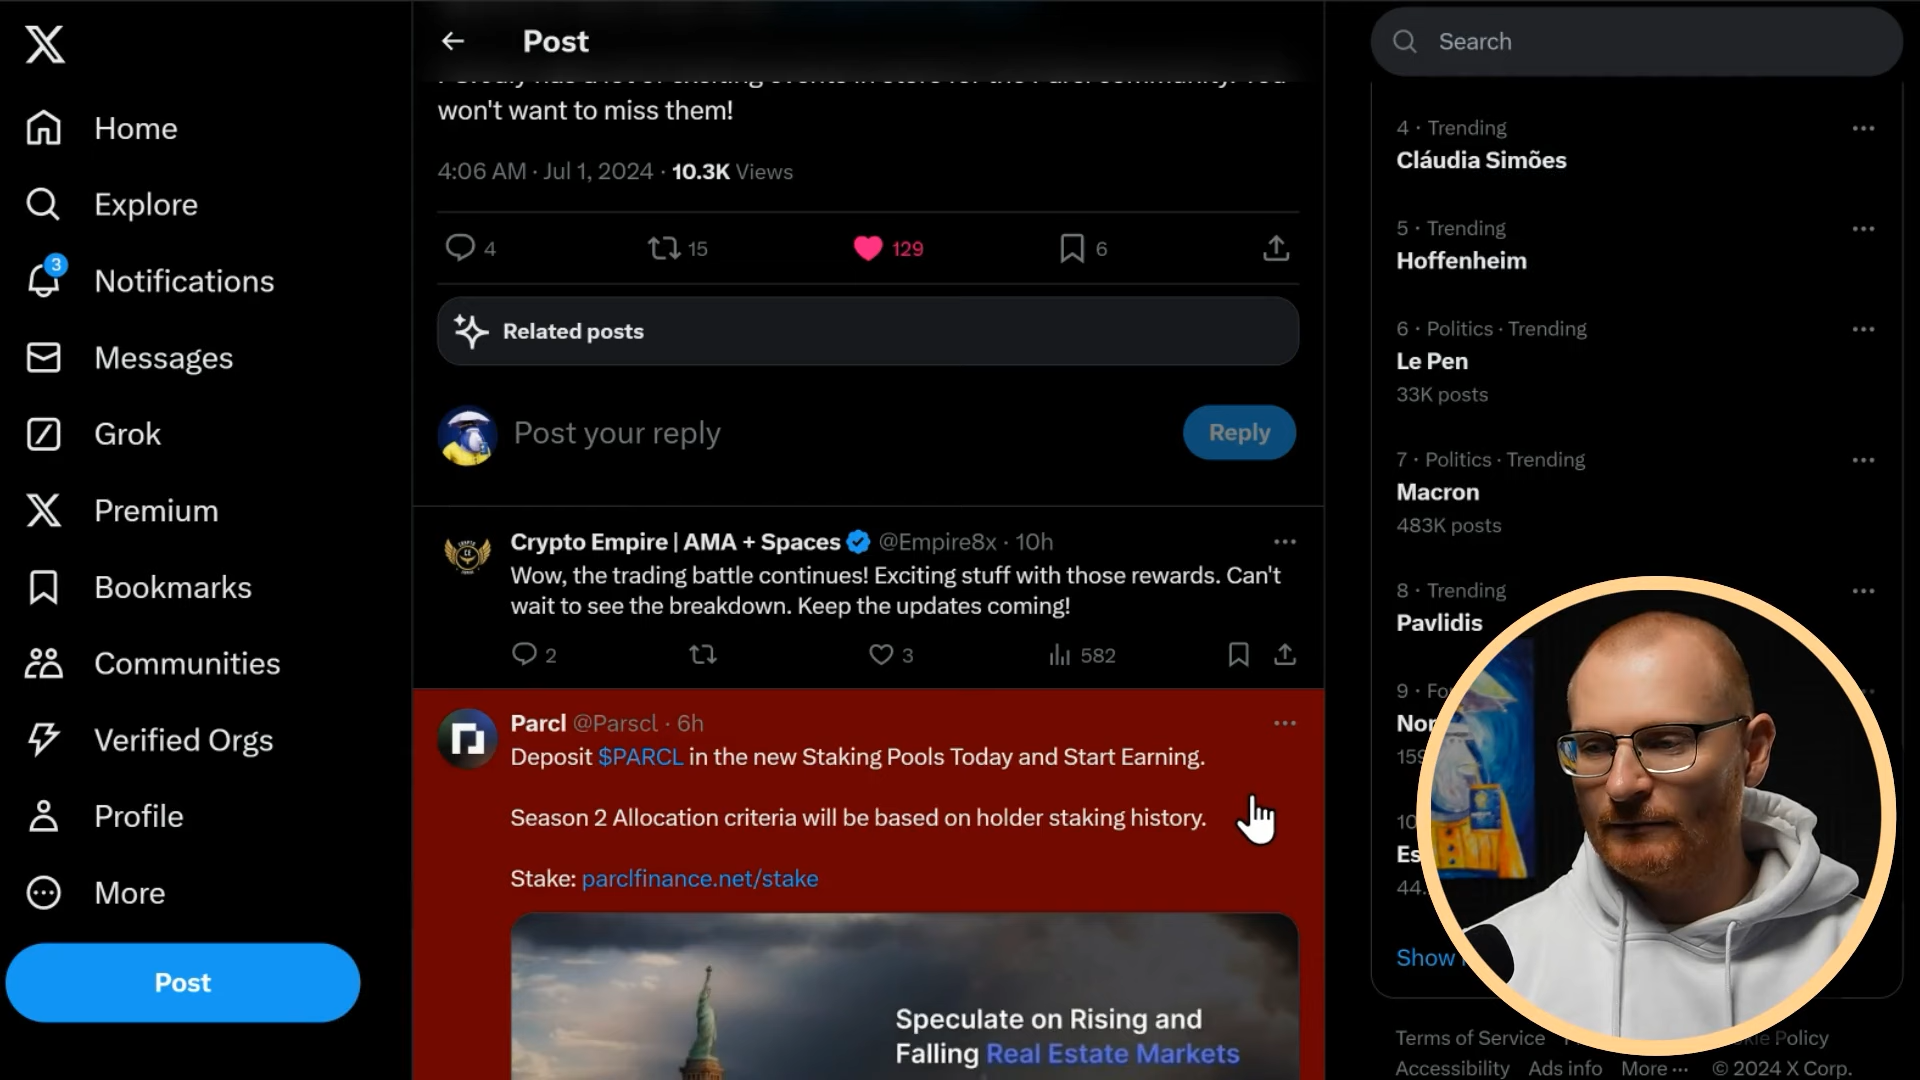 Home
Explore
3
Notifications
Messages
Grok
Premium
Bookmarks
Communities
Verified Orgs
Profile
More
Post
Post
won't want to miss them!
4:06 AM · Jul 1, 2024 · 10.3K Views
4
15
129
6
Related posts
Post your reply
Reply
Crypto Empire | AMA + Spaces @Empire8x · 10h
Wow, the trading battle continues! Exciting stuff with those rewards. Can't
wait to see the breakdown. Keep the updates coming!
2
3
582
Parcl @Parscl · 6h
Deposit $PARCL in the new Staking Pools Today and Start Earning.
Season 2 Allocation criteria will be based on holder staking history.
Stake: parclfinance.net/stake
Speculate on Rising and
Falling Real Estate Markets
Search
4 · Trending
Cláudia Simões
5 · Trending
Hoffenheim
6 · Politics · Trending
Le Pen
33K posts
7 · Politics · Trending
Macron
483K posts
8 · Trending
Pavlidis
9 ·
10
Show
Terms of Service
Policy
Accessibility Ads info More ··· © 2024 X Corp.